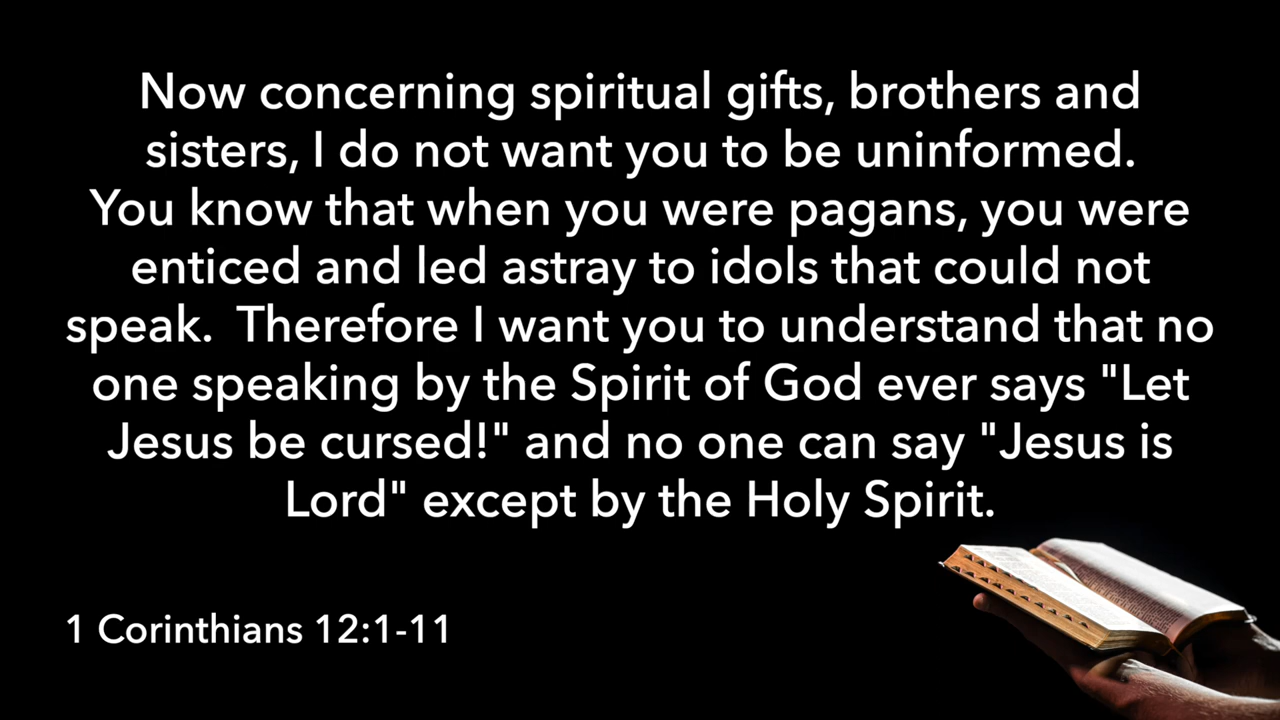 Now concerning spiritual gifts, brothers and
sisters, I do not want you to be uninformed.
You know that when you were pagans, you were
enticed and led astray to idols that could not
speak.  Therefore I want you to understand that no
one speaking by the Spirit of God ever says "Let
Jesus be cursed!" and no one can say "Jesus is
Lord" except by the Holy Spirit.
1 Corinthians 12:1-11